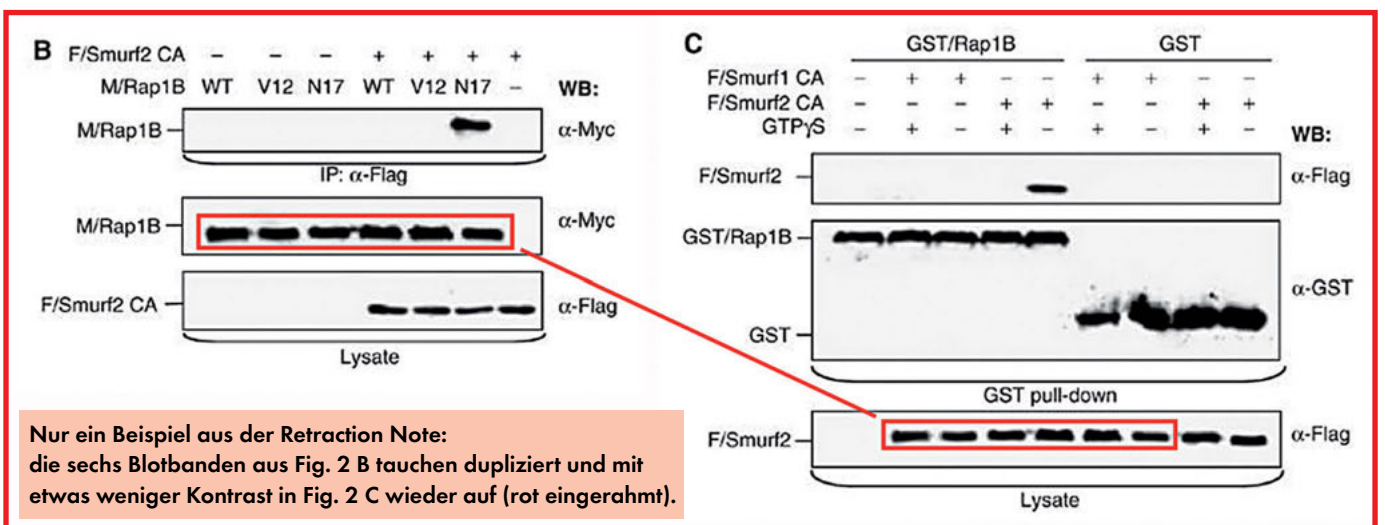 B
F/Smurf2 CA – – – + + + +
M/Rap1B WT V12 N17 WT V12 N17 – WB:
M/Rap1B α-Myc
IP: α-Flag
M/Rap1B α-Myc
F/Smurf2 CA α-Flag
Lysate
C
GST/Rap1B GST
F/Smurf1 CA – + + – – + + – –
F/Smurf2 CA – – – + + – – + +
GTPγS – + – + – + – + – WB:
F/Smurf2 α-Flag
GST/Rap1B
α-GST
GST
GST pull-down
F/Smurf2 α-Flag
Lysate
Nur ein Beispiel aus der Retraction Note:
die sechs Blotbanden aus Fig. 2 B tauchen dupliziert und mit
etwas weniger Kontrast in Fig. 2 C wieder auf (rot eingerahmt).